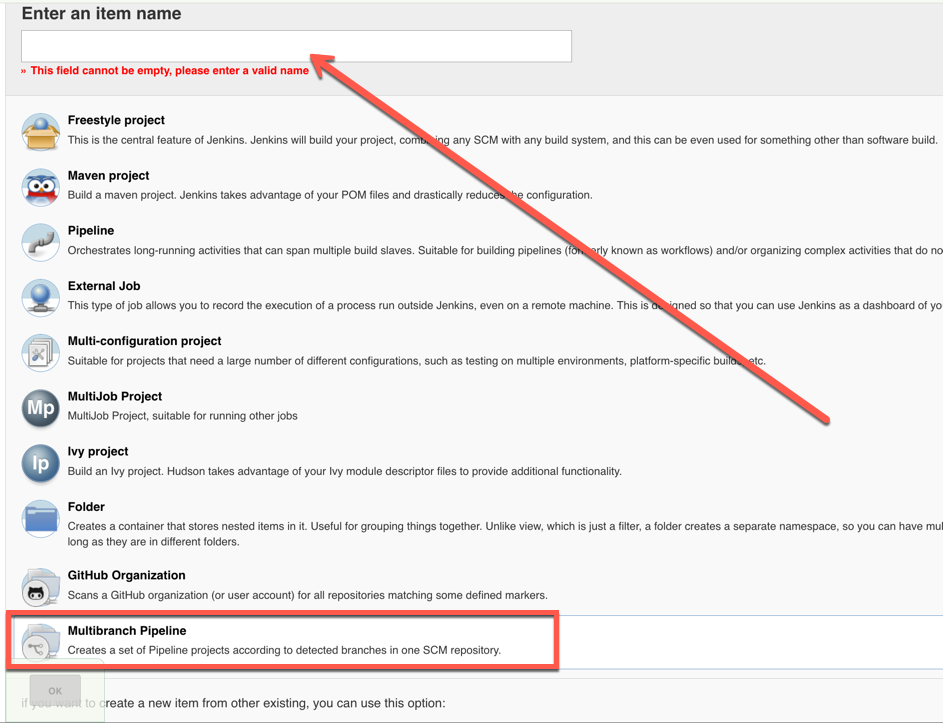 Enter an item name
» This field cannot be empty, please enter a valid name
Freestyle project
This is the central feature of Jenkins. Jenkins will build your project, combining any SCM with any build system, and this can be even used for something other than software build.
Maven project
Build a maven project. Jenkins takes advantage of your POM files and drastically reduces the configuration.
Pipeline
Orchestrates long-running activities that can span multiple build slaves. Suitable for building pipelines (formerly known as workflows) and/or organizing complex activities that do no
External Job
This type of job allows you to record the execution of a process run outside Jenkins, even on a remote machine. This is designed so that you can use Jenkins as a dashboard of yo
Multi-configuration project
Suitable for projects that need a large number of different configurations, such as testing on multiple environments, platform-specific builds, etc.
Mp
MultiJob Project
MultiJob Project, suitable for running other jobs
Ip
Ivy project
Build an Ivy project. Hudson takes advantage of your Ivy module descriptor files to provide additional functionality.
Folder
Creates a container that stores nested items in it. Useful for grouping things together. Unlike view, which is just a filter, a folder creates a separate namespace, so you can have mul
long as they are in different folders.
GitHub Organization
Scans a GitHub organization (or user account) for all repositories matching some defined markers.
Multibranch Pipeline
Creates a set of Pipeline projects according to detected branches in one SCM repository.
OK
if you want to create a new item from other existing, you can use this option: